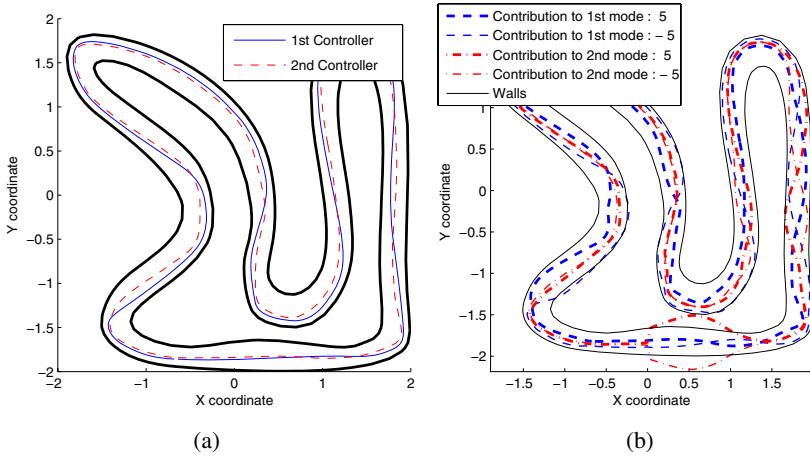 (a)
1st Controller
2nd Controller
2
1.5
1
0.5
0
−0.5
−1
−1.5
−2
Y coordinate
−2 −1 0 1 2
X coordinate
(a)
(b)
Contribution to 1st mode : 5
Contribution to 1st mode : − 5
Contribution to 2nd mode : 5
Contribution to 2nd mode : − 5
Walls
1
0.5
0
−0.5
−1
−1.5
−2
Y coordinate
−1.5 −1 −0.5 0 0.5 1 1.5
X coordinate
(b)